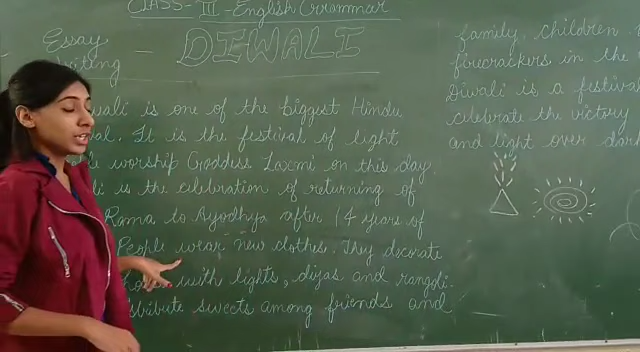 CLASS - III - English Grammar
Essay
Writing
DIWALI
is one of the biggest Hindu
It is the festival of light
worship Goddess Laxmi on this day.
is the celebration of returning of
Rama to Ayodhya after 14 years of
People wear new clothes. They decorate
with lights, diyas and rangoli.
sweets among friends and
family, children.
firecrackers in the
Diwali is a festival
celebrate the victory
and light over